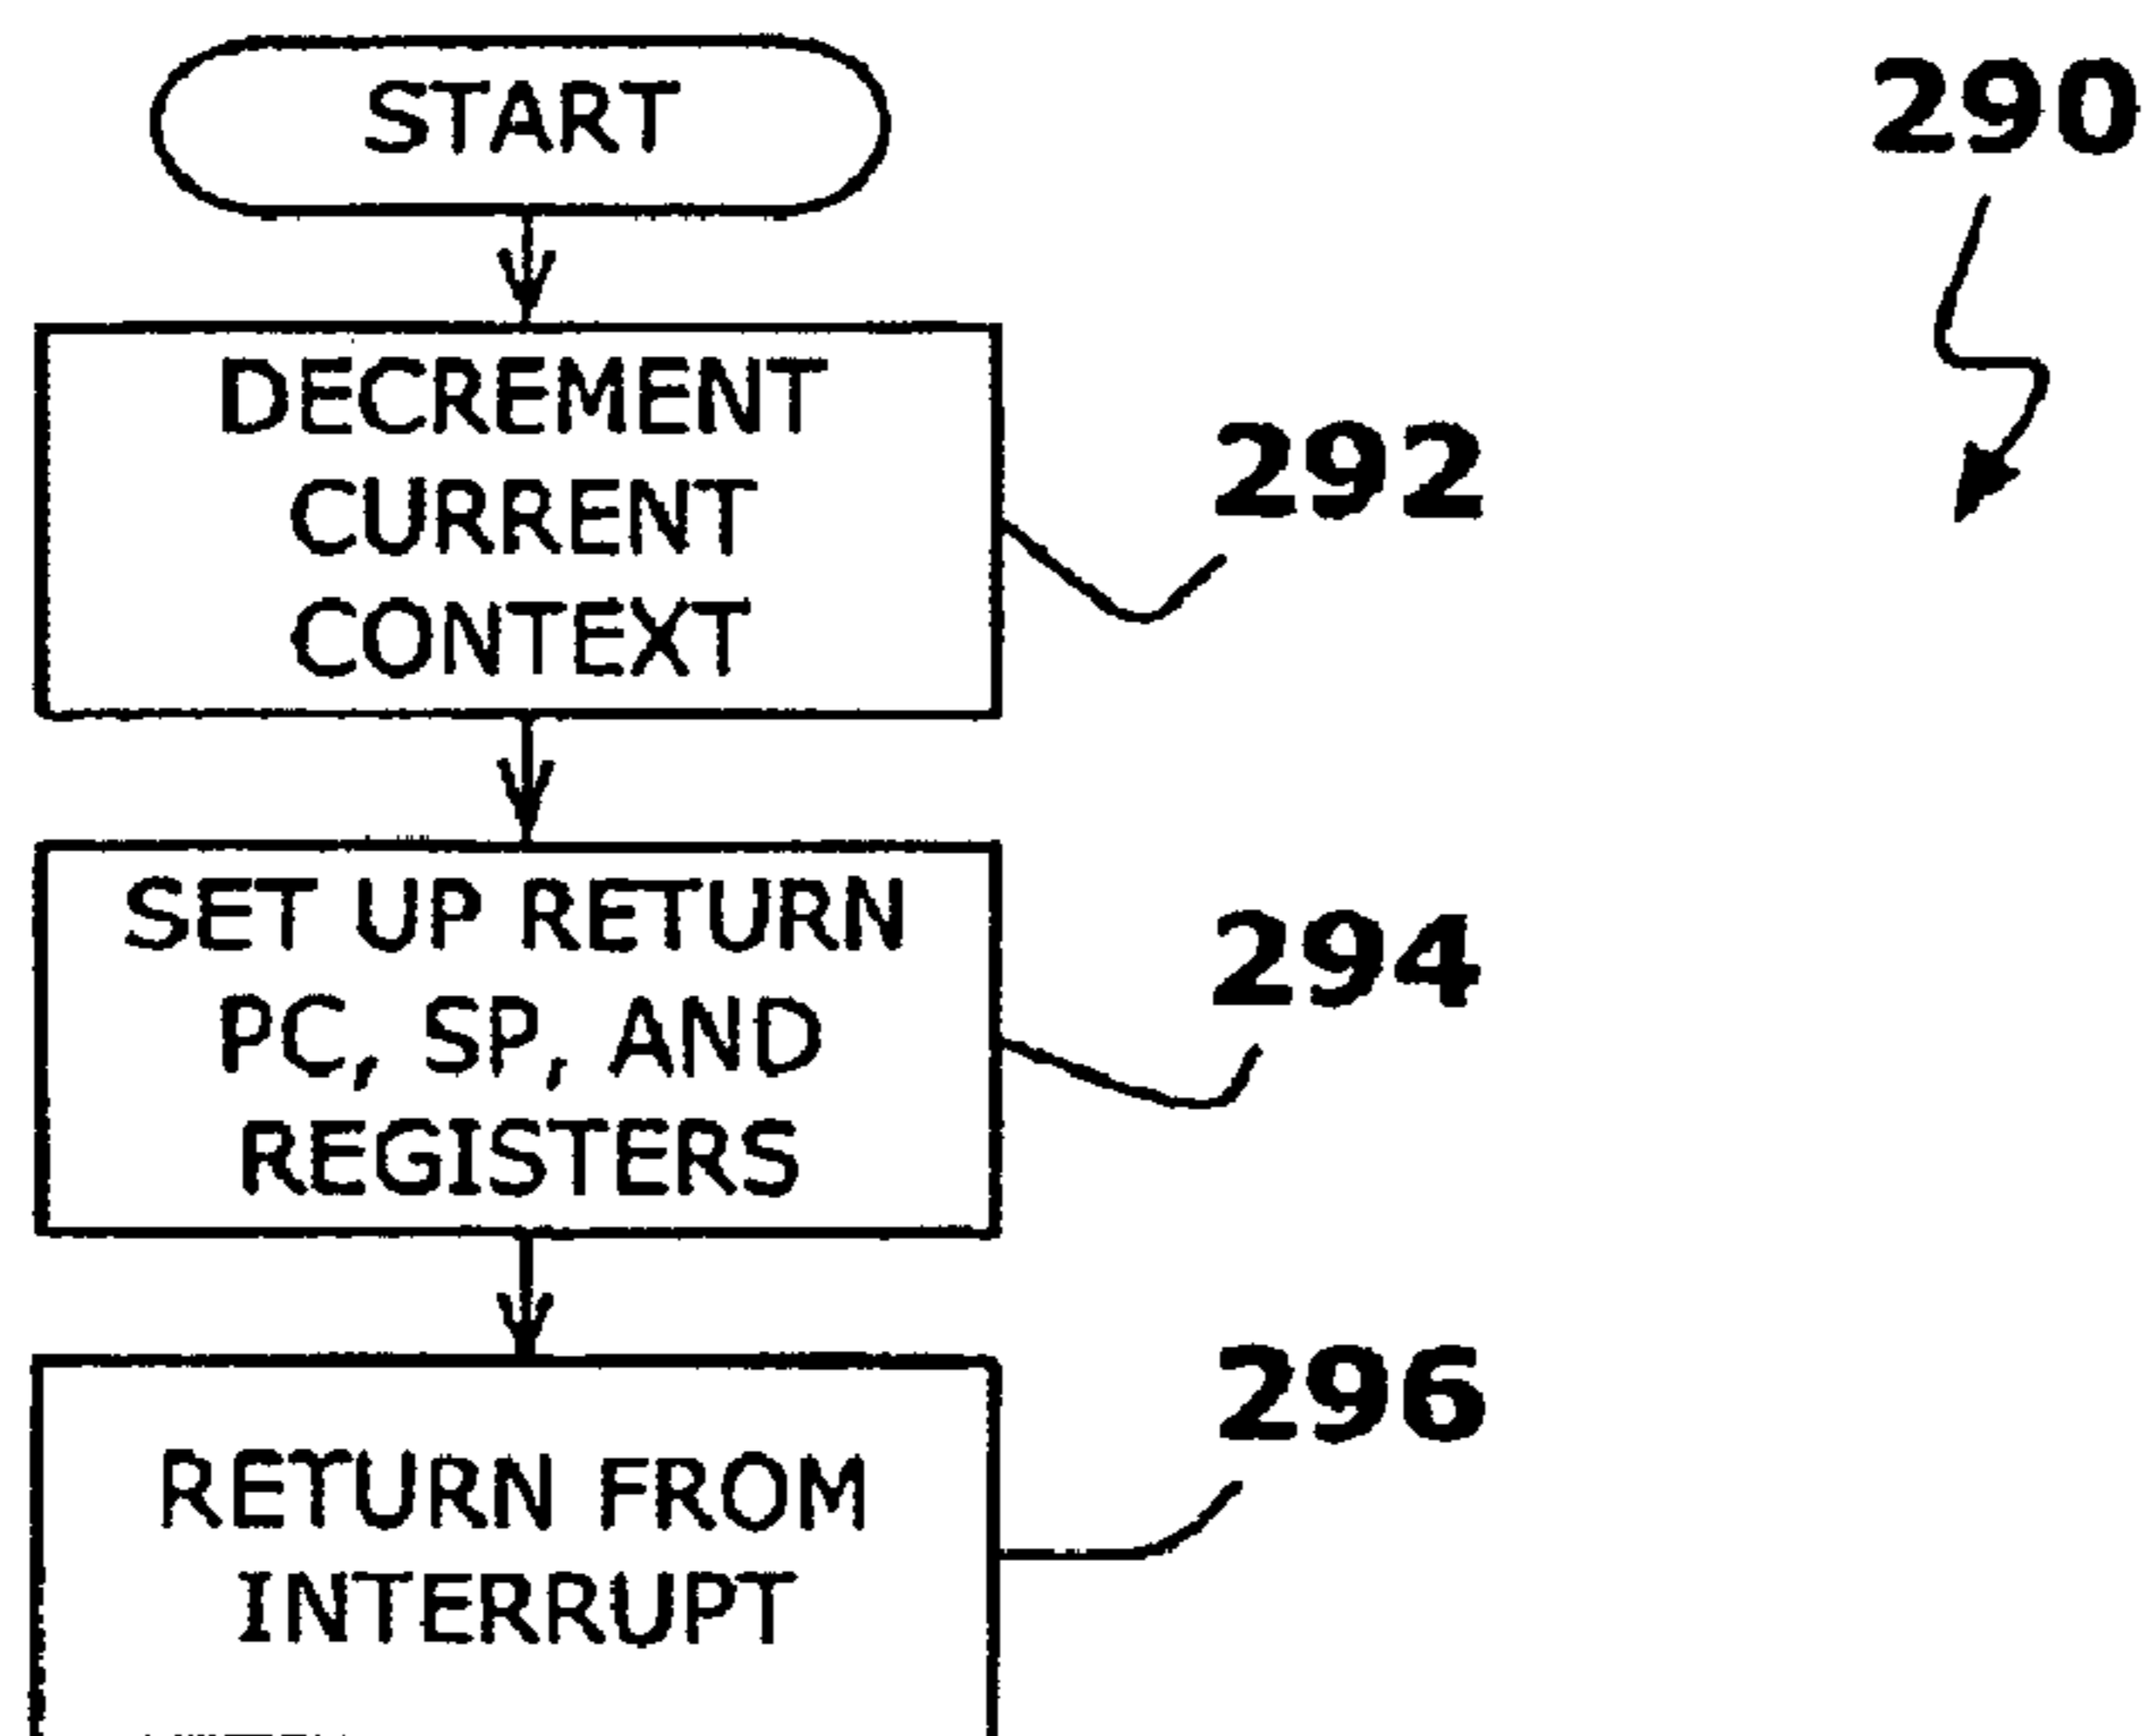 START
290
DECREMENT
CURRENT
CONTEXT
292
SET UP RETURN
PC, SP, AND
REGISTERS
294
RETURN FROM
INTERRUPT
296